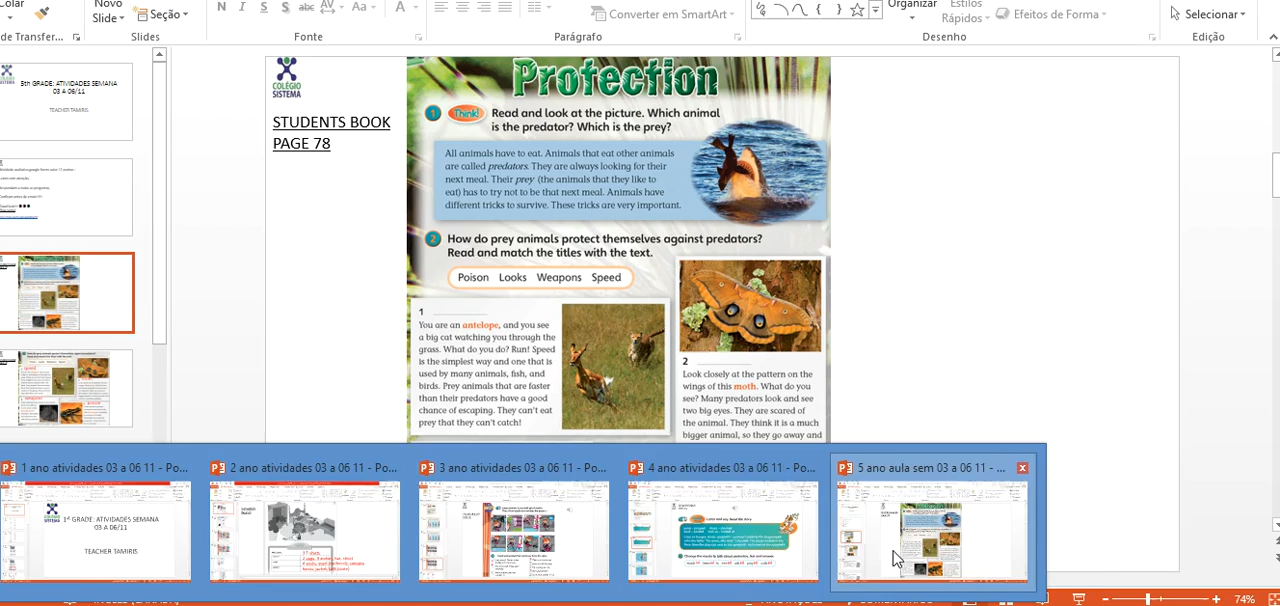 Colar
Novo
Slide
Seção
N I S S abc AV Aa A
Converter em SmartArt
Organizar
Estilos
Rápidos
Efeitos de Forma
Selecionar
de Transfer...
Slides
Fonte
Parágrafo
Desenho
Edição
5th GRADE: ATIVIDADES SEMANA
03 A 06/11
TEACHER TAMIRIS
COLÉGIO
SISTEMA
STUDENTS BOOK
PAGE 78
Protection
1 Think! Read and look at the picture. Which animal
is the predator? Which is the prey?
All animals have to eat. Animals that eat other animals
are called predators. They are always looking for their
next meal. Their prey (the animals that they like to
eat) has to try not to be that next meal. Animals have
different tricks to survive. These tricks are very important.
2 How do prey animals protect themselves against predators?
Read and match the titles with the text.
Poison Looks Weapons Speed
1
You are an antelope, and you see
a big cat watching you through the
grass. What do you do? Run! Speed
is the simplest way and one that is
used by many animals, fish, and
birds. Prey animals that are faster
than their predators have a good
chance of escaping. They can't eat
prey that they can't catch!
2
Look closely at the pattern on the
wings of this moth. What do you
see? Many predators look and see
two big eyes. They are scared of
the animal. They think it is a much
bigger animal, so they go away and
1 ano atividades 03 a 06 11 - Po...
2 ano atividades 03 a 06 11 - Po...
3 ano atividades 03 a 06 11 - Po...
4 ano atividades 03 a 06 11 - Po...
5 ano aula sem 03 a 06 11 - ...
1st GRADE: ATIVIDADES SEMANA
03 A 06/11
TEACHER TAMIRIS
74%